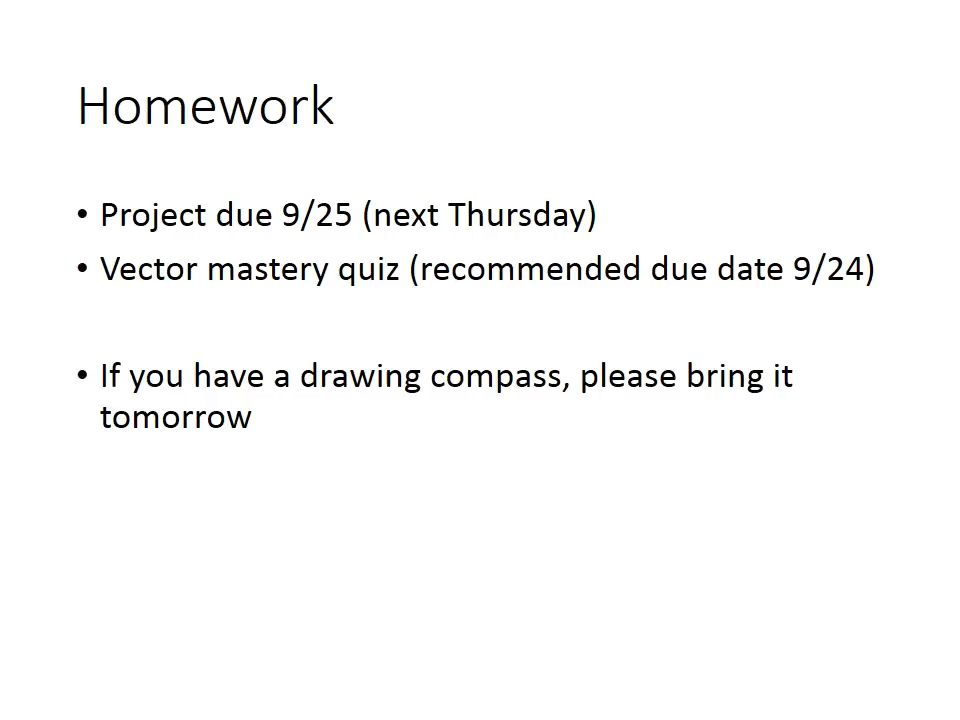 Homework
• Project due 9/25 (next Thursday)
• Vector mastery quiz (recommended due date 9/24)
• If you have a drawing compass, please bring it
tomorrow